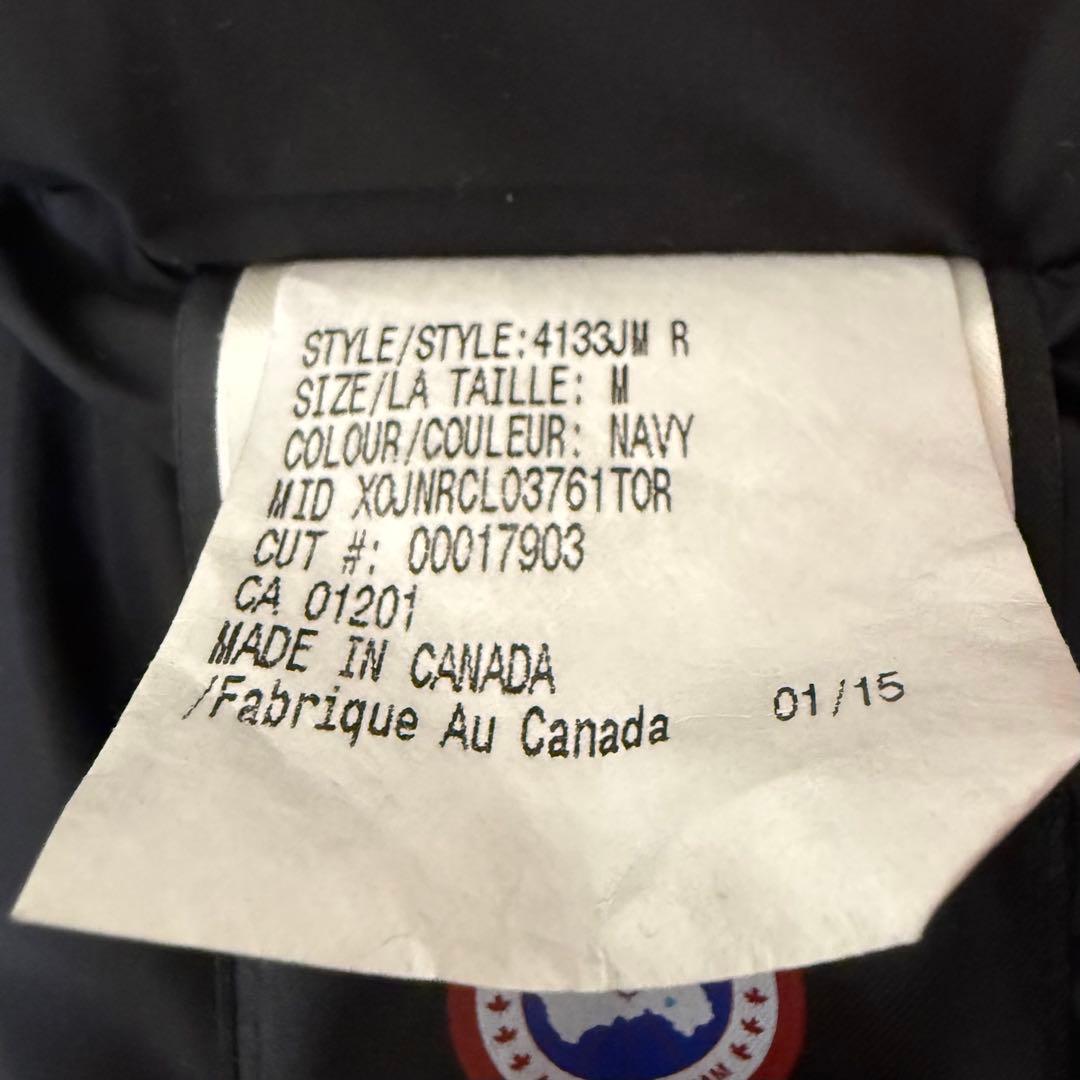 STYLE/STYLE:4133JM R
SIZE/LA TAILLE: M
COLOUR/COULEUR: NAVY
MID XOJNRCLO3761TOR
CUT #: 00017903
CA 01201
MADE IN CANADA
/Fabrique Au Canada
01/15